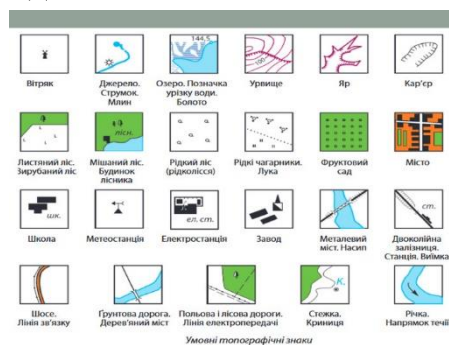 Вітряк
Джерело.
Струмок.
Млин
144,5
Озеро. Позначка
урізку води.
Болото
Урвище
Яр
Кар'єр
Листяний ліс.
Зирубаний ліс
лісн.
Мішаний ліс.
Будинок
лісника
Рідкий ліс
(рідколісся)
Рідкі чагарники.
Лука
Фруктовий
сад
Місто
шк.
Школа
Метеостанція
ел. ст.
Електростанція
Завод
Металевий
міст. Насип
ст.
Двоколійна
залізниця.
Станція. Виїмка
Шосе.
Лінія зв'язку
Ґрунтова дорога.
Дерев'яний міст
Польова і лісова дороги.
Лінія електропередачі
К.
Стежка.
Криниця
Річка.
Напрямок течії
Умовні топографічні знаки